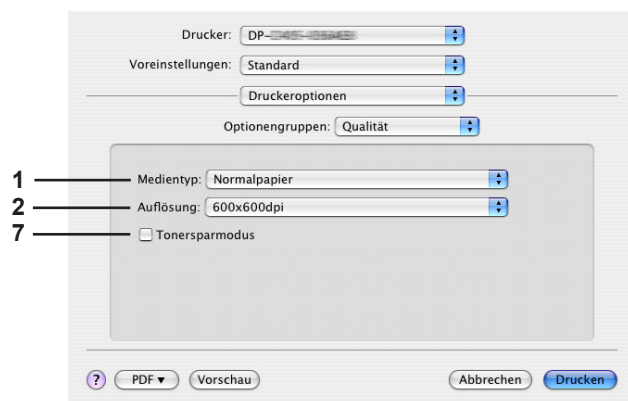 Drucker: DP-
Voreinstellungen: Standard
Druckeroptionen
Optionengruppen: Qualität
1 Medientyp: Normalpapier
2 Auflösung: 600x600dpi
7 Tonersparmodus
? PDF ▼ Vorschau Abbrechen Drucken